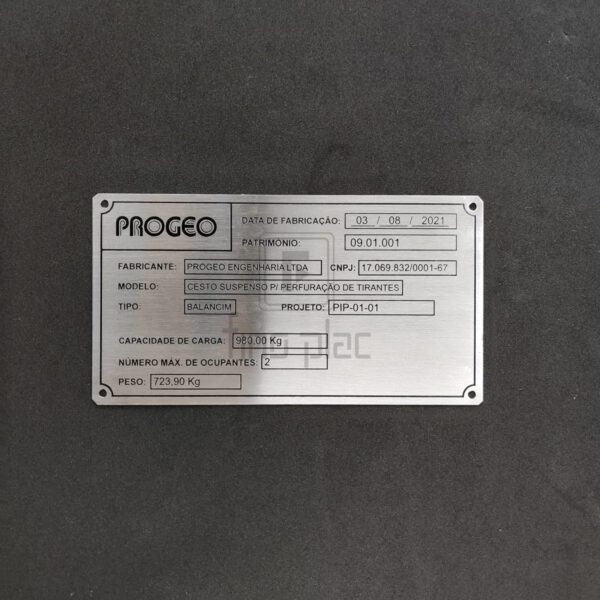 PROGEO
DATA DE FABRICAÇÃO: 03 / 08 / 2021
PATRIMÔNIO: 09.01.001
FABRICANTE: PROGEO ENGENHARIA LTDA CNPJ: 17.069.832/0001-67
MODELO: CESTO SUSPENSO P/ PERFURAÇÃO DE TIRANTES
TIPO: BALANCIM PROJETO: PIP-01-01
CAPACIDADE DE CARGA: 980,00 Kg
NÚMERO MÁX. DE OCUPANTES: 2
PESO: 723,90 Kg